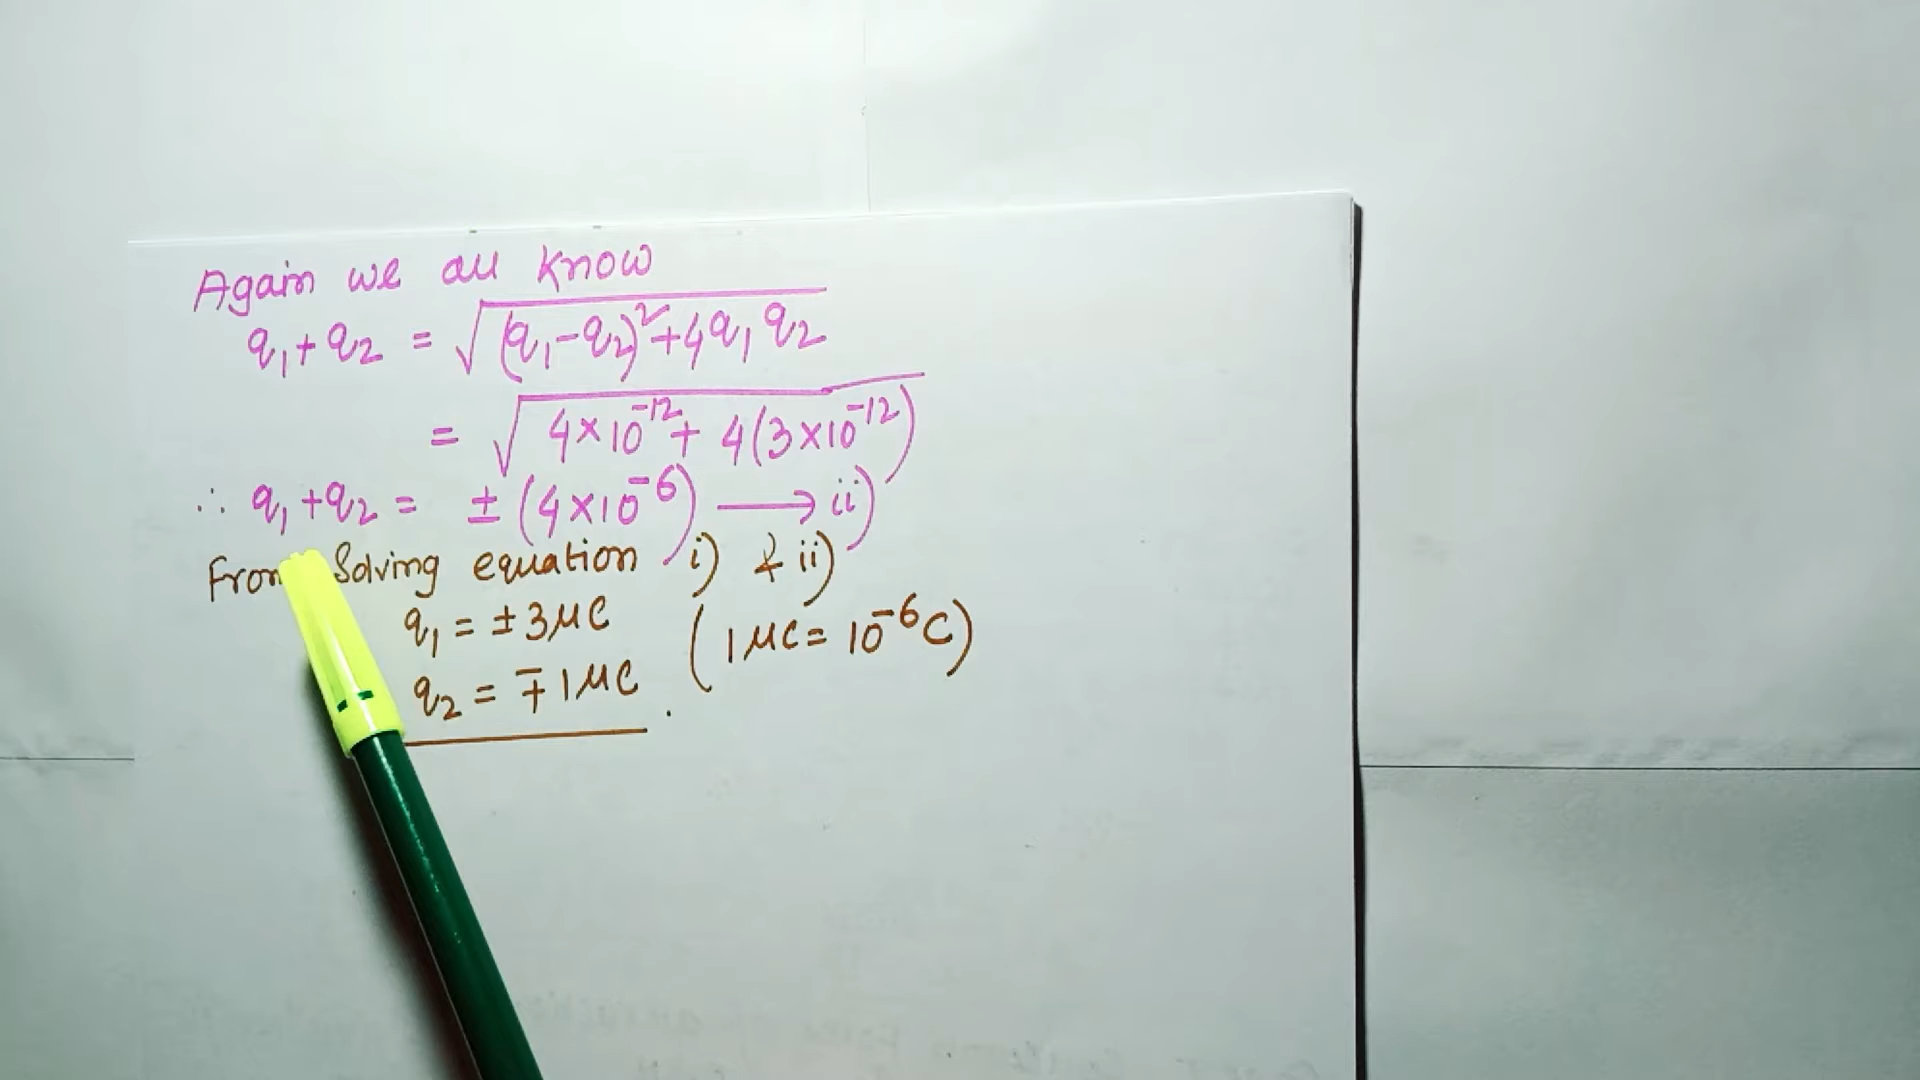 Again we all know
q₁+q₂ = √(q₁-q₂)²+4q₁q₂
= √4×10⁻¹²+ 4(3×10⁻¹²)
∴ q₁+q₂ = ±(4×10⁻⁶) ⟶ ii)
From Solving equation i) & ii)
q₁ = ±3μC
(1μC= 10⁻⁶C)
q₂ = ∓1μC.